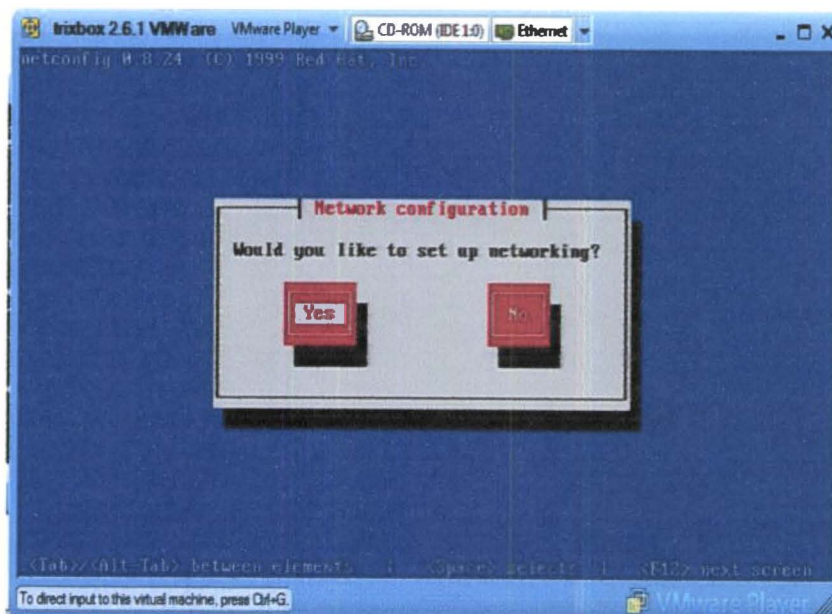 trixbox 2.6.1 VMWare VMware Player CD-ROM (IDE 1:0) Ethernet
netconfig 0.8.24 (C) 1999 Red Hat, Inc.
Network configuration
Would you like to set up networking?
Yes No
<Tab>/<Alt-Tab> between elements | <Space> selects | <F12> next screen
To direct input to this virtual machine, press Ctrl+G.
VMware Player